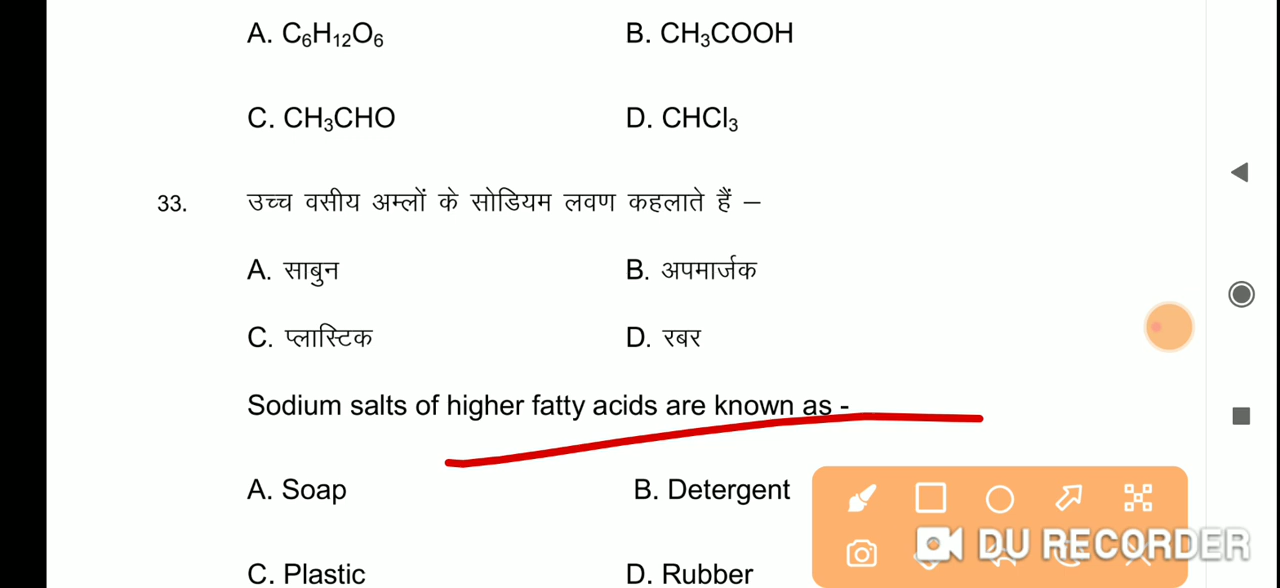 A. C₆H₁₂O₆ B. CH₃COOH
C. CH₃CHO D. CHCl₃
33. उच्च वसीय अम्लों के सोडियम लवण कहलाते हैं –
A. साबुन B. अपमार्जक
C. प्लास्टिक D. रबर
Sodium salts of higher fatty acids are known as -
A. Soap B. Detergent
DU RECORDER
C. Plastic D. Rubber